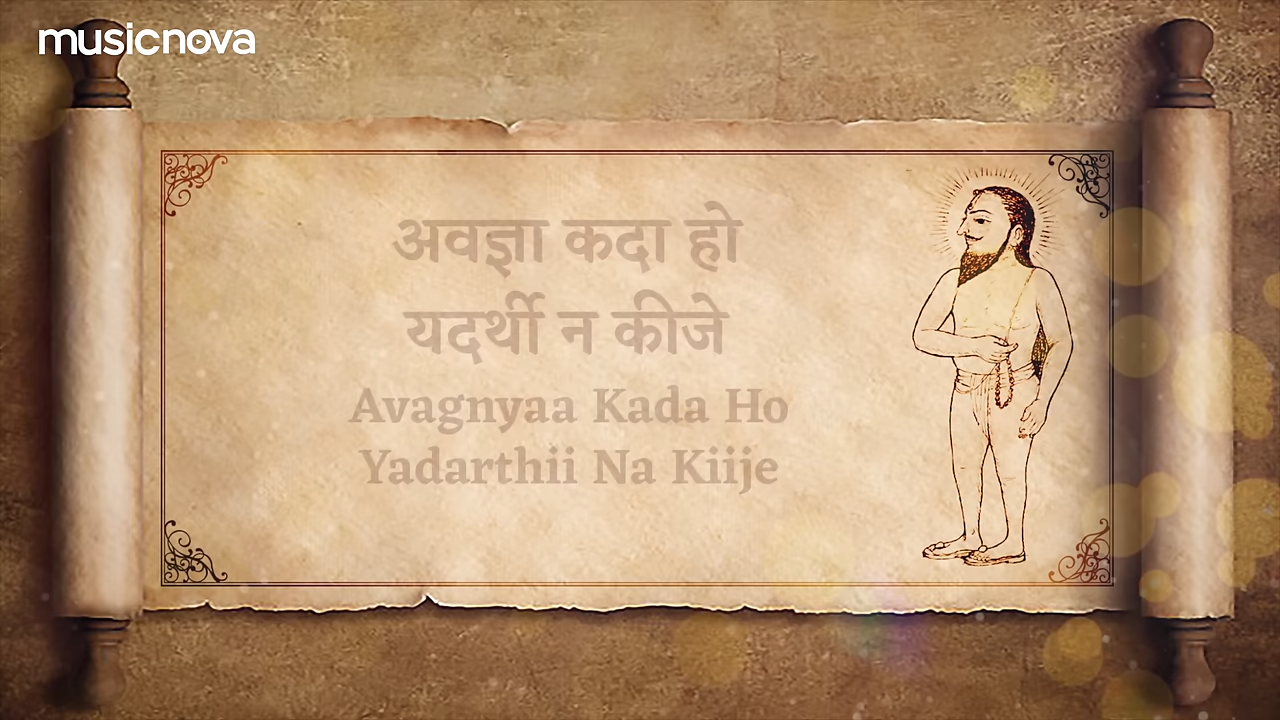 musicnova
अवज्ञा कदा हो
यदर्थी न कीजे
Avagnyaa Kada Ho
Yadarthii Na Kiije